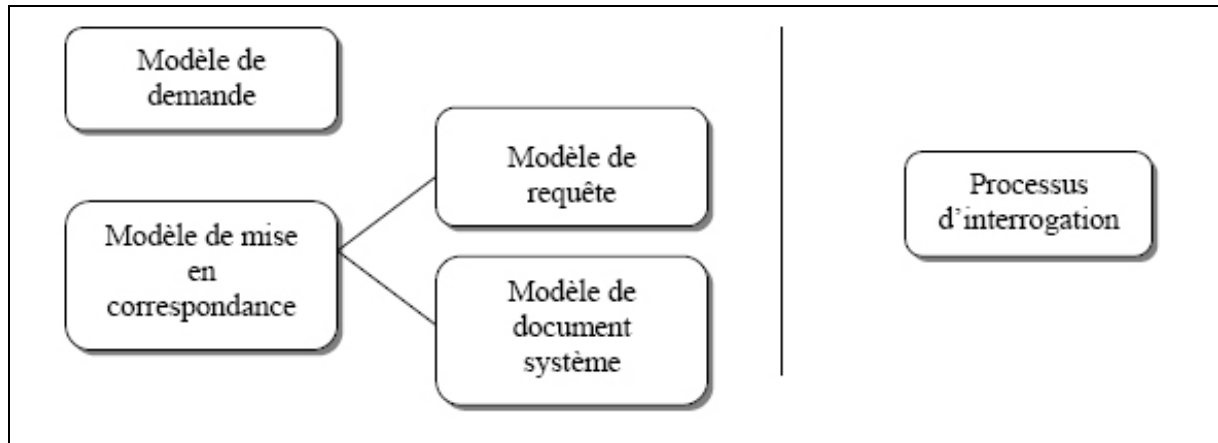 Modèle de
demande
Modèle de mise
en
correspondance
Modèle de
requête
Modèle de
document
système
Processus
d’interrogation